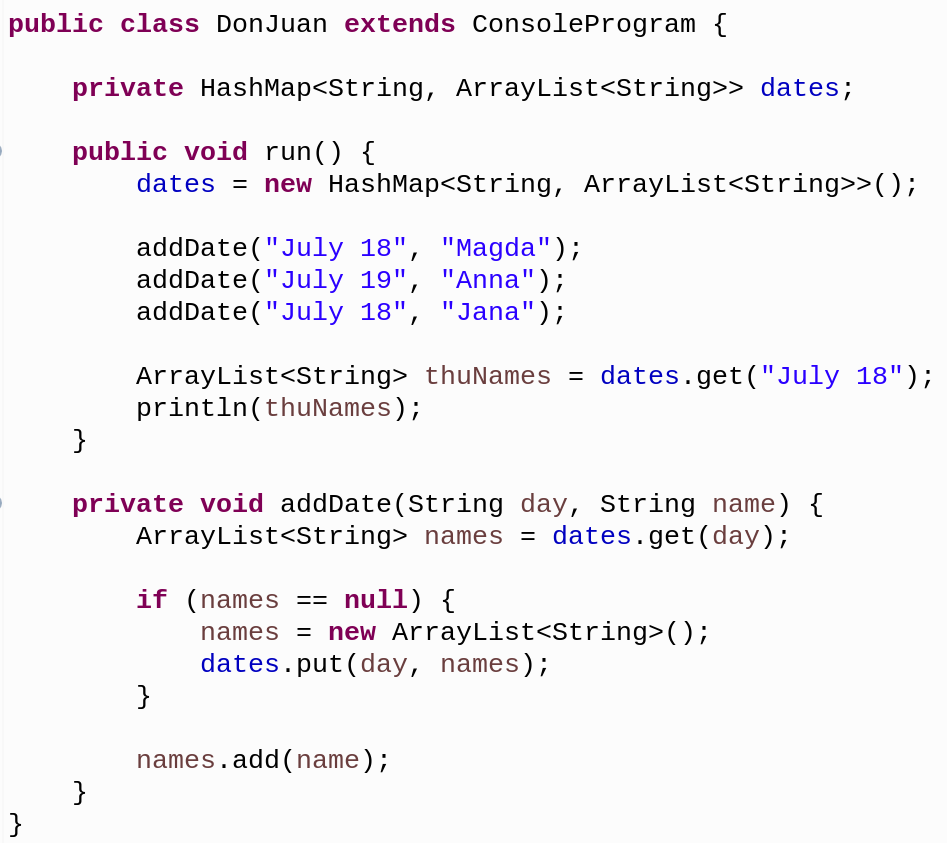 public class DonJuan extends ConsoleProgram {
private HashMap<String, ArrayList<String>> dates;
public void run() {
dates = new HashMap<String, ArrayList<String>>();
addDate("July 18", "Magda");
addDate("July 19", "Anna");
addDate("July 18", "Jana");
ArrayList<String> thuNames = dates.get("July 18");
println(thuNames);
}
private void addDate(String day, String name) {
ArrayList<String> names = dates.get(day);
if (names == null) {
names = new ArrayList<String>();
dates.put(day, names);
}
names.add(name);
}
}